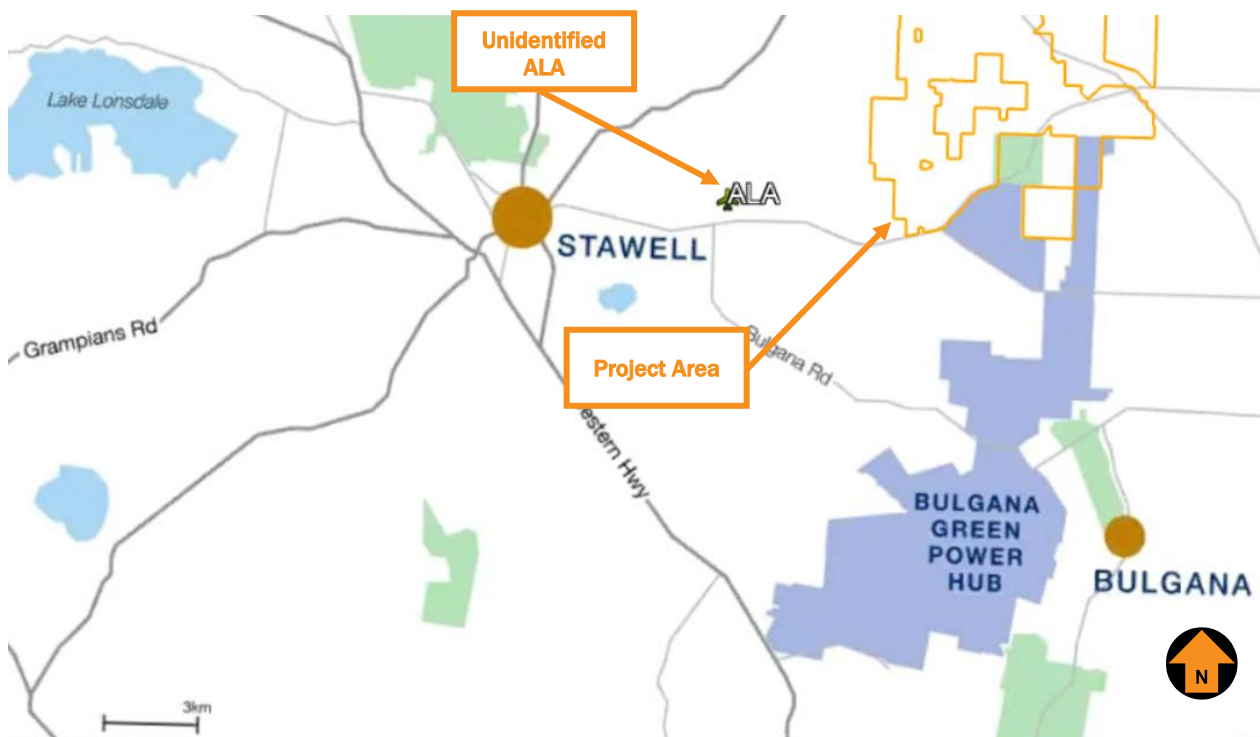 Unidentified
ALA
Lake Lonsdale
ALA
STAWELL
Grampians Rd
Bulgana Rd
Project Area
estern Hwy
BULGANA
GREEN
POWER
HUB
BULGANA
N
3km